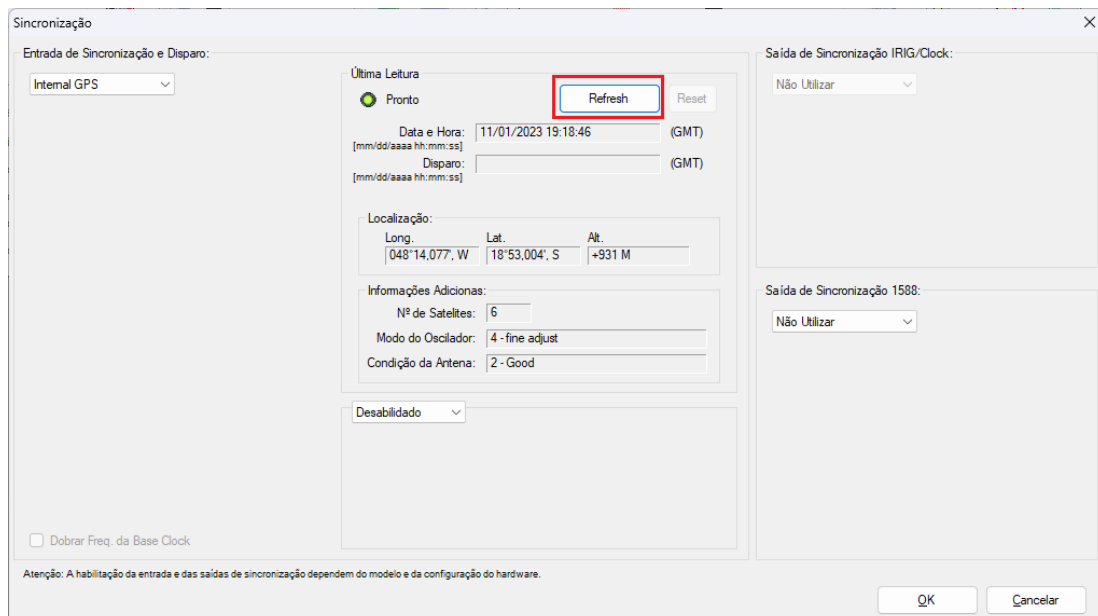 Sincronização
Entrada de Sincronização e Disparo:
Internal GPS
Última Leitura
Pronto
Refresh
Reset
Data e Hora: 11/01/2023 19:18:46 (GMT)
[mm/dd/aaaa hh:mm:ss]
Disparo: (GMT)
[mm/dd/aaaa hh:mm:ss]
Localização:
Long. Lat. Alt.
048°14,077', W 18°53,004', S +931 M
Informações Adicionas:
Nº de Satelites: 6
Modo do Oscilador: 4 - fine adjust
Condição da Antena: 2 - Good
Desabilidado
Dobrar Freq. da Base Clock
Saída de Sincronização IRIG/Clock:
Não Utilizar
Saída de Sincronização 1588:
Não Utilizar
Atenção: A habilitação da entrada e das saídas de sincronização dependem do modelo e da configuração do hardware.
OK Cancelar